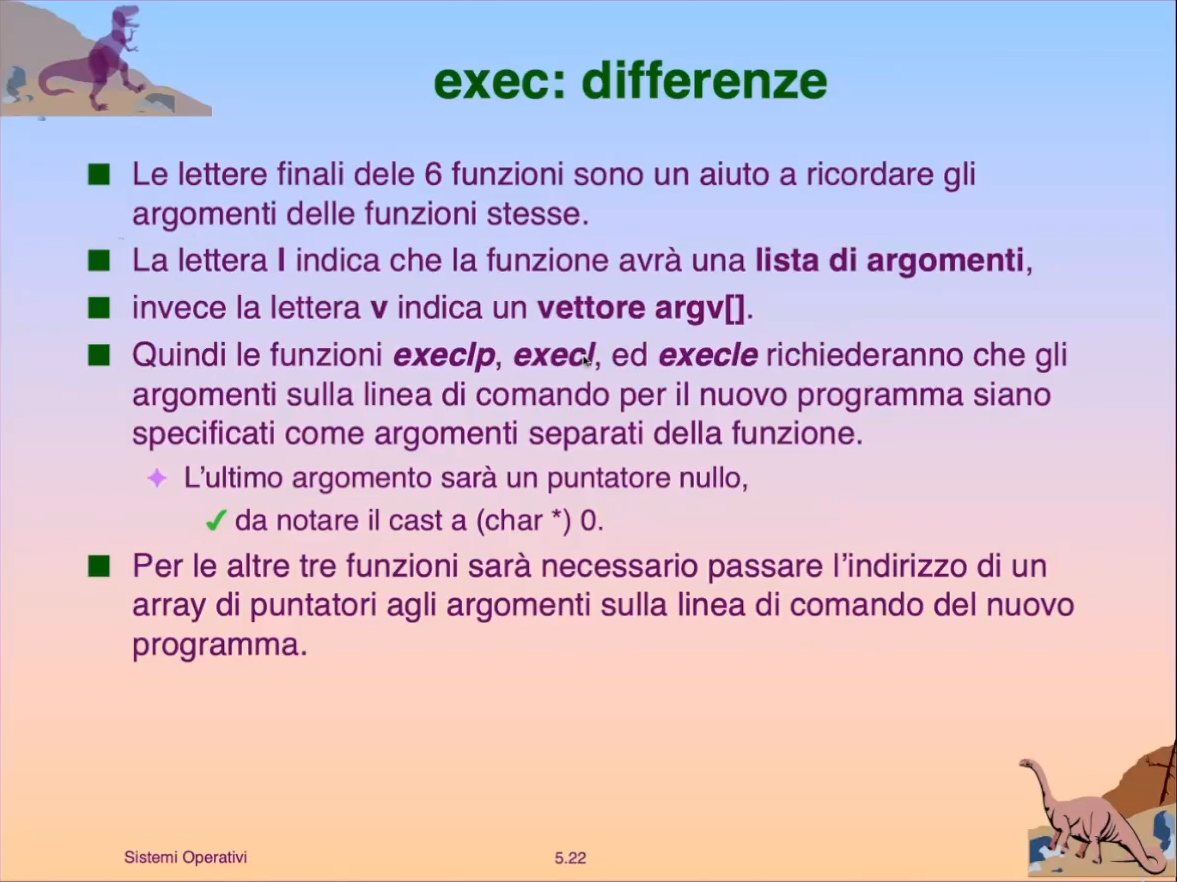 exec: differenze
Le lettere finali dele 6 funzioni sono un aiuto a ricordare gli
argomenti delle funzioni stesse.
La lettera l indica che la funzione avrà una lista di argomenti,
invece la lettera v indica un vettore argv[].
Quindi le funzioni execlp, execl, ed execle richiederanno che gli
argomenti sulla linea di comando per il nuovo programma siano
specificati come argomenti separati della funzione.
L’ultimo argomento sarà un puntatore nullo,
da notare il cast a (char *) 0.
Per le altre tre funzioni sarà necessario passare l’indirizzo di un
array di puntatori agli argomenti sulla linea di comando del nuovo
programma.
Sistemi Operativi
5.22